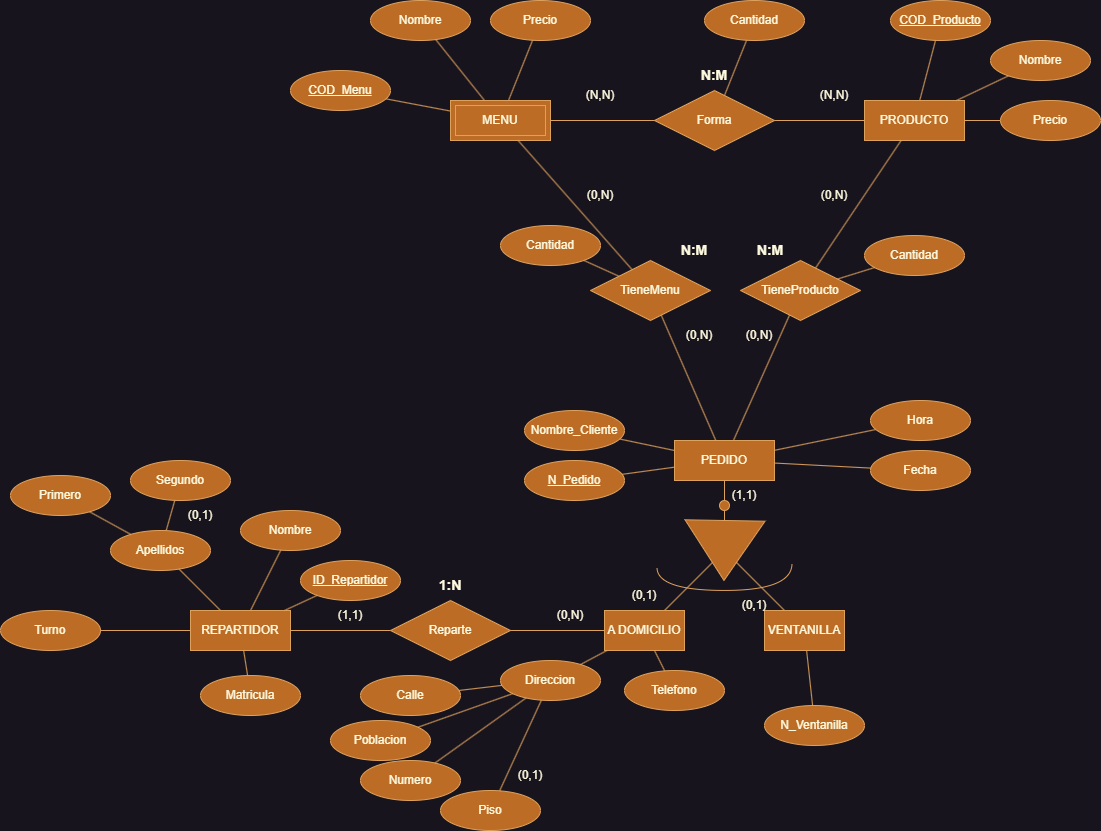 Nombre
Precio
Cantidad
COD_Producto
Nombre
COD_Menu
N:M
(N,N)
(N,N)
MENU
Forma
PRODUCTO
Precio
(0,N)
(0,N)
Cantidad
N:M
N:M
Cantidad
TieneMenu
TieneProducto
(0,N)
(0,N)
Nombre_Cliente
Hora
PEDIDO
N_Pedido
Fecha
(1,1)
Primero
Segundo
(0,1)
Apellidos
Nombre
ID_Repartidor
1:N
(0,1)
(0,1)
(1,1)
(0,N)
Turno
REPARTIDOR
Reparte
A DOMICILIO
VENTANILLA
Matricula
Direccion
Calle
Telefono
Poblacion
N_Ventanilla
Numero
(0,1)
Piso